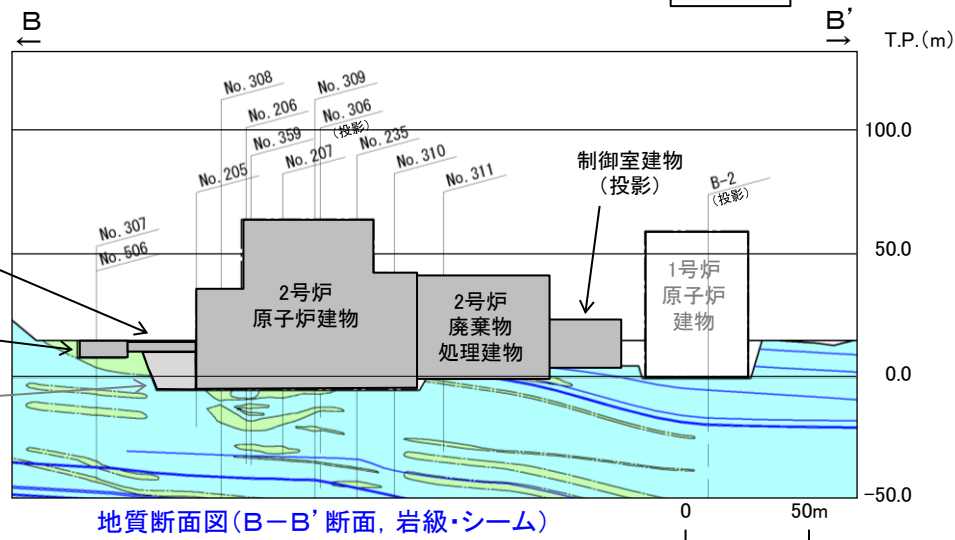 B
B’
T.P.(m)
No. 308
No. 309
No. 206
No. 306
(投影)
No. 359
No. 235
No. 205
No. 207
No. 310
No. 311
100.0
制御室建物
(投影)
B-2
(投影)
No. 307
No. 506
50.0
2号炉
原子炉建物
2号炉
廃棄物
処理建物
1号炉
原子炉
建物
0.0
-50.0
地質断面図(B-B’断面, 岩級・シーム)
0
50m